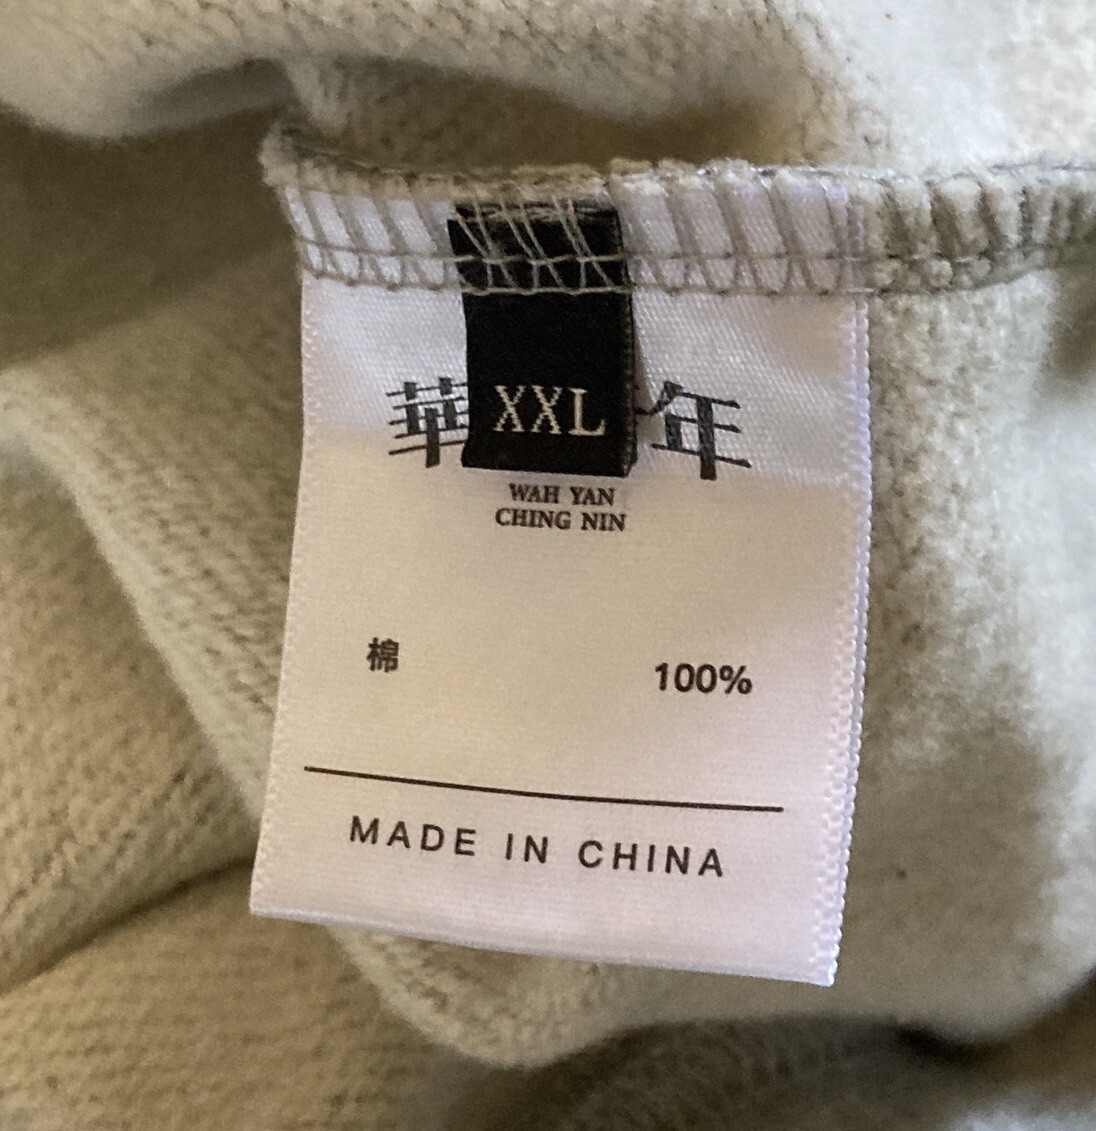 華 年
XXL
WAH YAN
CHING NIN
棉 100%
MADE IN CHINA